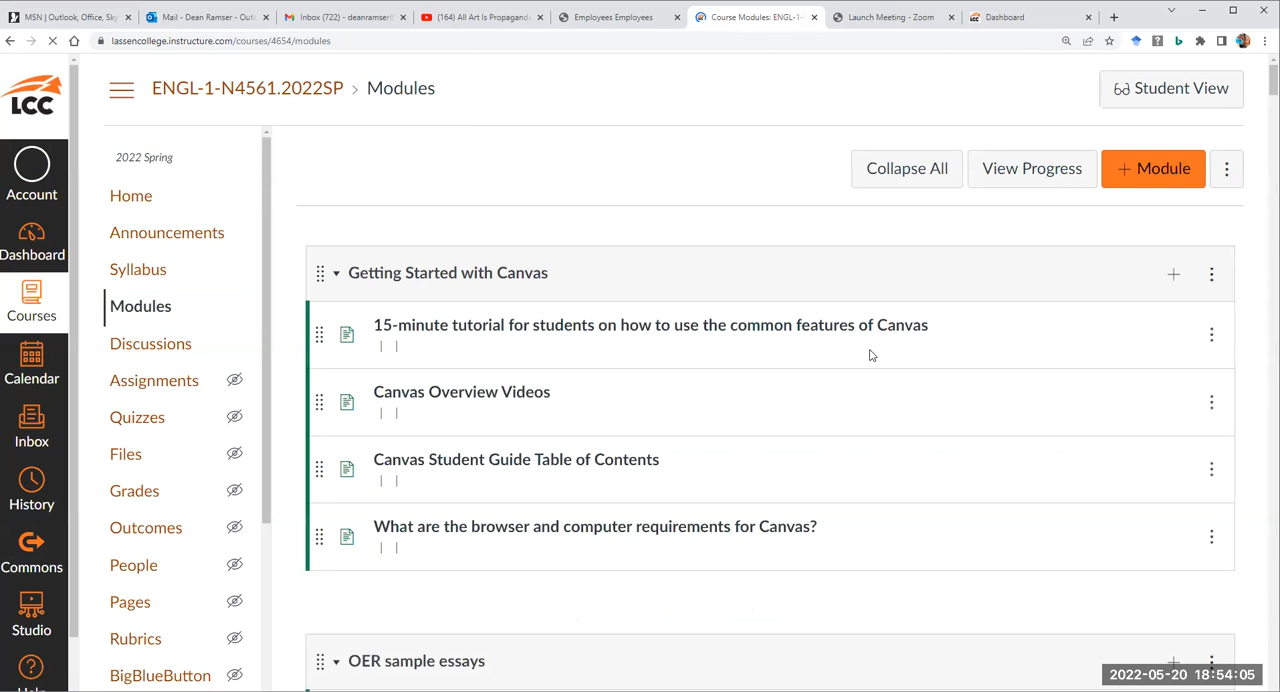 MSN | Outlook, Office, Sky
Mail - Dean Ramser - Outl
Inbox (722) - deanramser@
(164) All Art Is Propagand
Employees Employees
Course Modules: ENGL-1-
Launch Meeting - Zoom
Dashboard
lassencollege.instructure.com/courses/4654/modules
LCC
Account
Dashboard
Courses
Calendar
Inbox
History
Commons
Studio
Help
ENGL-1-N4561.2022SP > Modules
Student View
2022 Spring
Home
Announcements
Syllabus
Modules
Discussions
Assignments
Quizzes
Files
Grades
Outcomes
People
Pages
Rubrics
BigBlueButton
Collapse All
View Progress
+ Module
Getting Started with Canvas
15-minute tutorial for students on how to use the common features of Canvas
| |
Canvas Overview Videos
| |
Canvas Student Guide Table of Contents
| |
What are the browser and computer requirements for Canvas?
| |
OER sample essays
2022-05-20 18:54:05